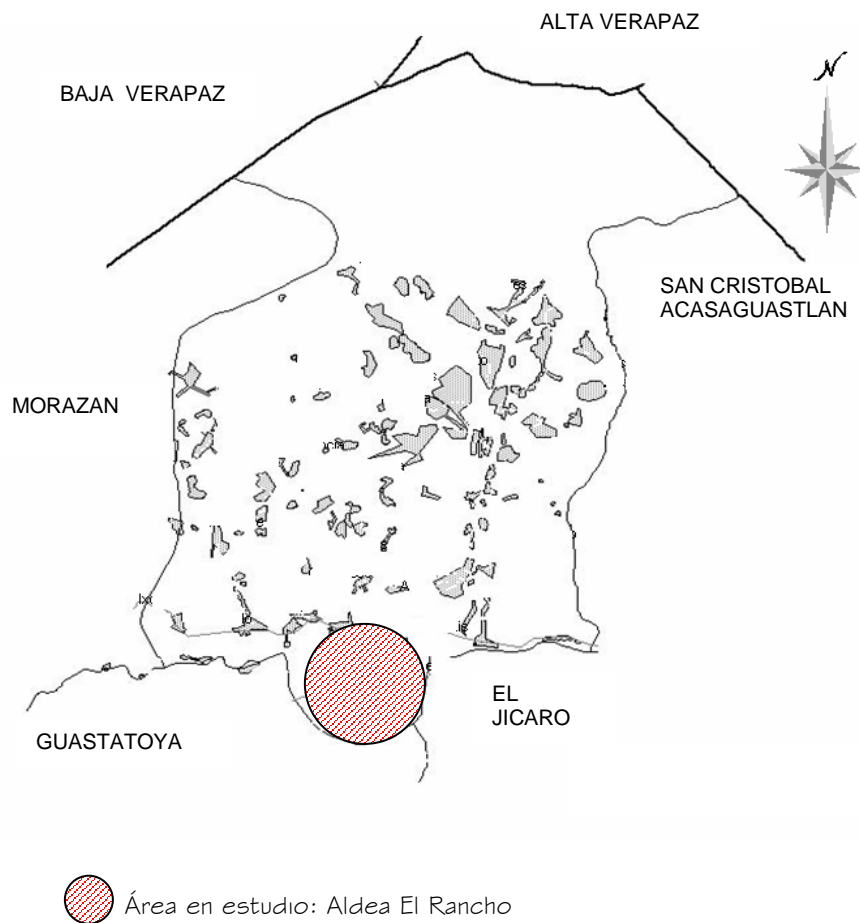 ALTA VERAPAZ
BAJA VERAPAZ
N
SAN CRISTOBAL
ACASAGUASTLAN
MORAZAN
EL
JICARO
GUASTATOYA
Área en estudio: Aldea El Rancho